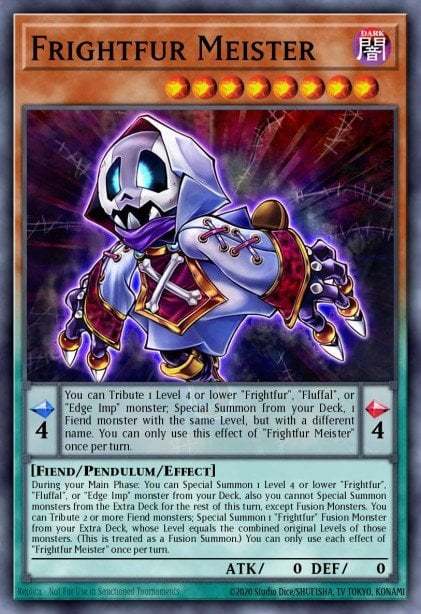 Frightfur Meister
DARK
闇
You can Tribute 1 Level 4 or lower "Frightfur", "Fluffal", or
"Edge Imp" monster; Special Summon from your Deck, 1
Fiend monster with the same Level, but with a different
name. You can only use this effect of "Frightfur Meister"
once per turn.
4
4
[Fiend/Pendulum/Effect]
During your Main Phase: You can Special Summon 1 Level 4 or lower "Frightfur",
"Fluffal", or "Edge Imp" monster from your Deck, also you cannot Special Summon
monsters from the Extra Deck for the rest of this turn, except Fusion Monsters. You
can Tribute 2 or more Fiend monsters; Special Summon 1 "Frightfur" Fusion Monster
from your Extra Deck, whose Level equals the combined original Levels of those
monsters. (This is treated as a Fusion Summon.) You can only use each effect of
"Frightfur Meister" once per turn.
ATK/ 0 DEF/ 0
Replica - Not For Use in Sanctioned Tournaments
©2020 Studio Dice/SHUEISHA, TV TOKYO, KONAMI